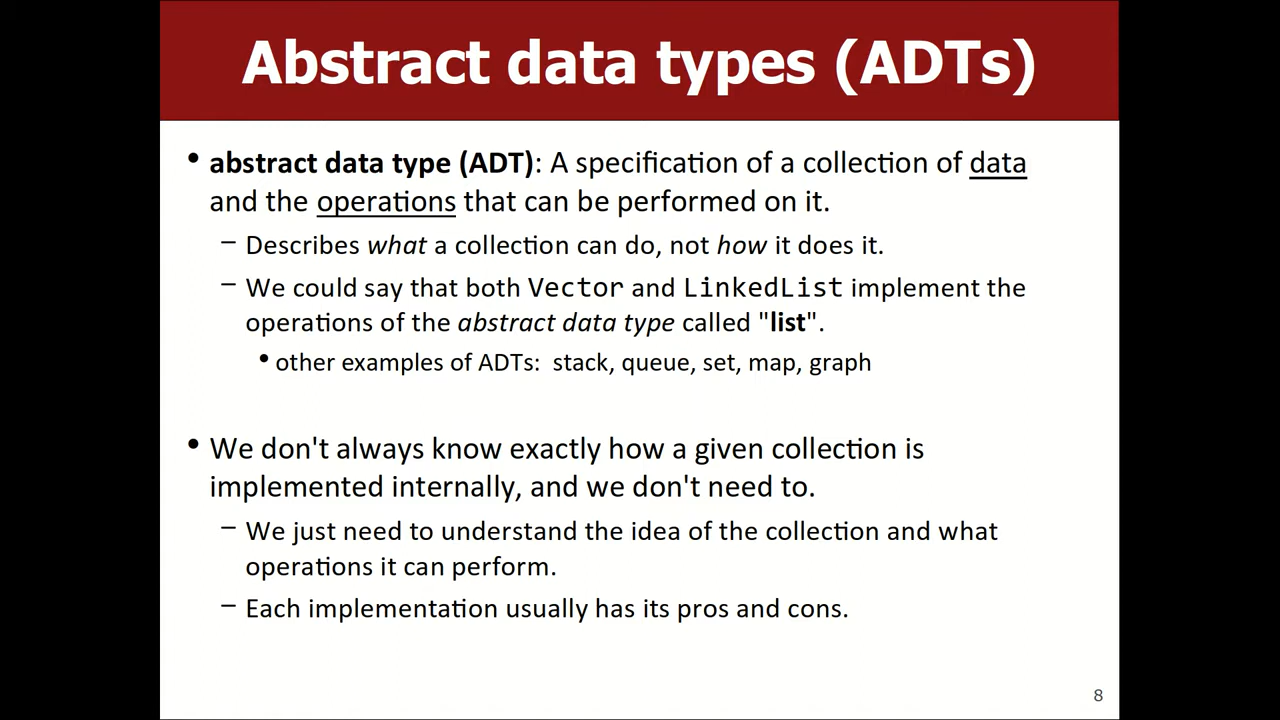 Abstract data types (ADTs)
• abstract data type (ADT): A specification of a collection of data
and the operations that can be performed on it.
– Describes what a collection can do, not how it does it.
– We could say that both Vector and LinkedList implement the
operations of the abstract data type called "list".
• other examples of ADTs: stack, queue, set, map, graph
• We don't always know exactly how a given collection is
implemented internally, and we don't need to.
– We just need to understand the idea of the collection and what
operations it can perform.
– Each implementation usually has its pros and cons.
8